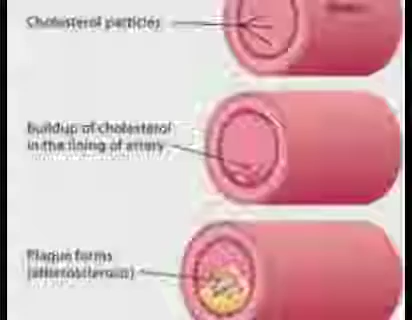 Cholesterol particles
Buildup of cholesterol
in the lining of artery
Plaque forms
(atherosclerosis)